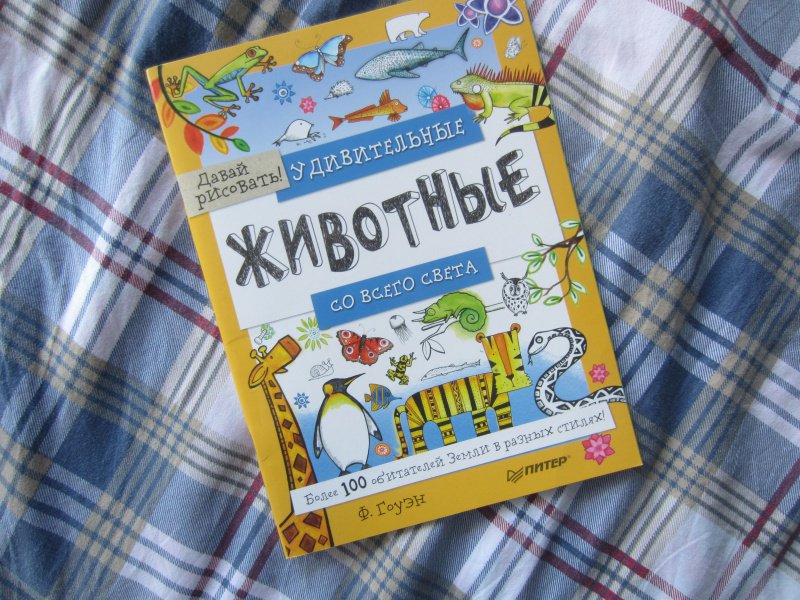 Давай
рисовать!
УДИВИТЕЛЬНЫЕ
ЖИВОТНЫЕ
СО ВСЕГО СВЕТА
Более 100 обитателей Земли в разных стилях!
ПИТЕР®
Ф. Гоуэн